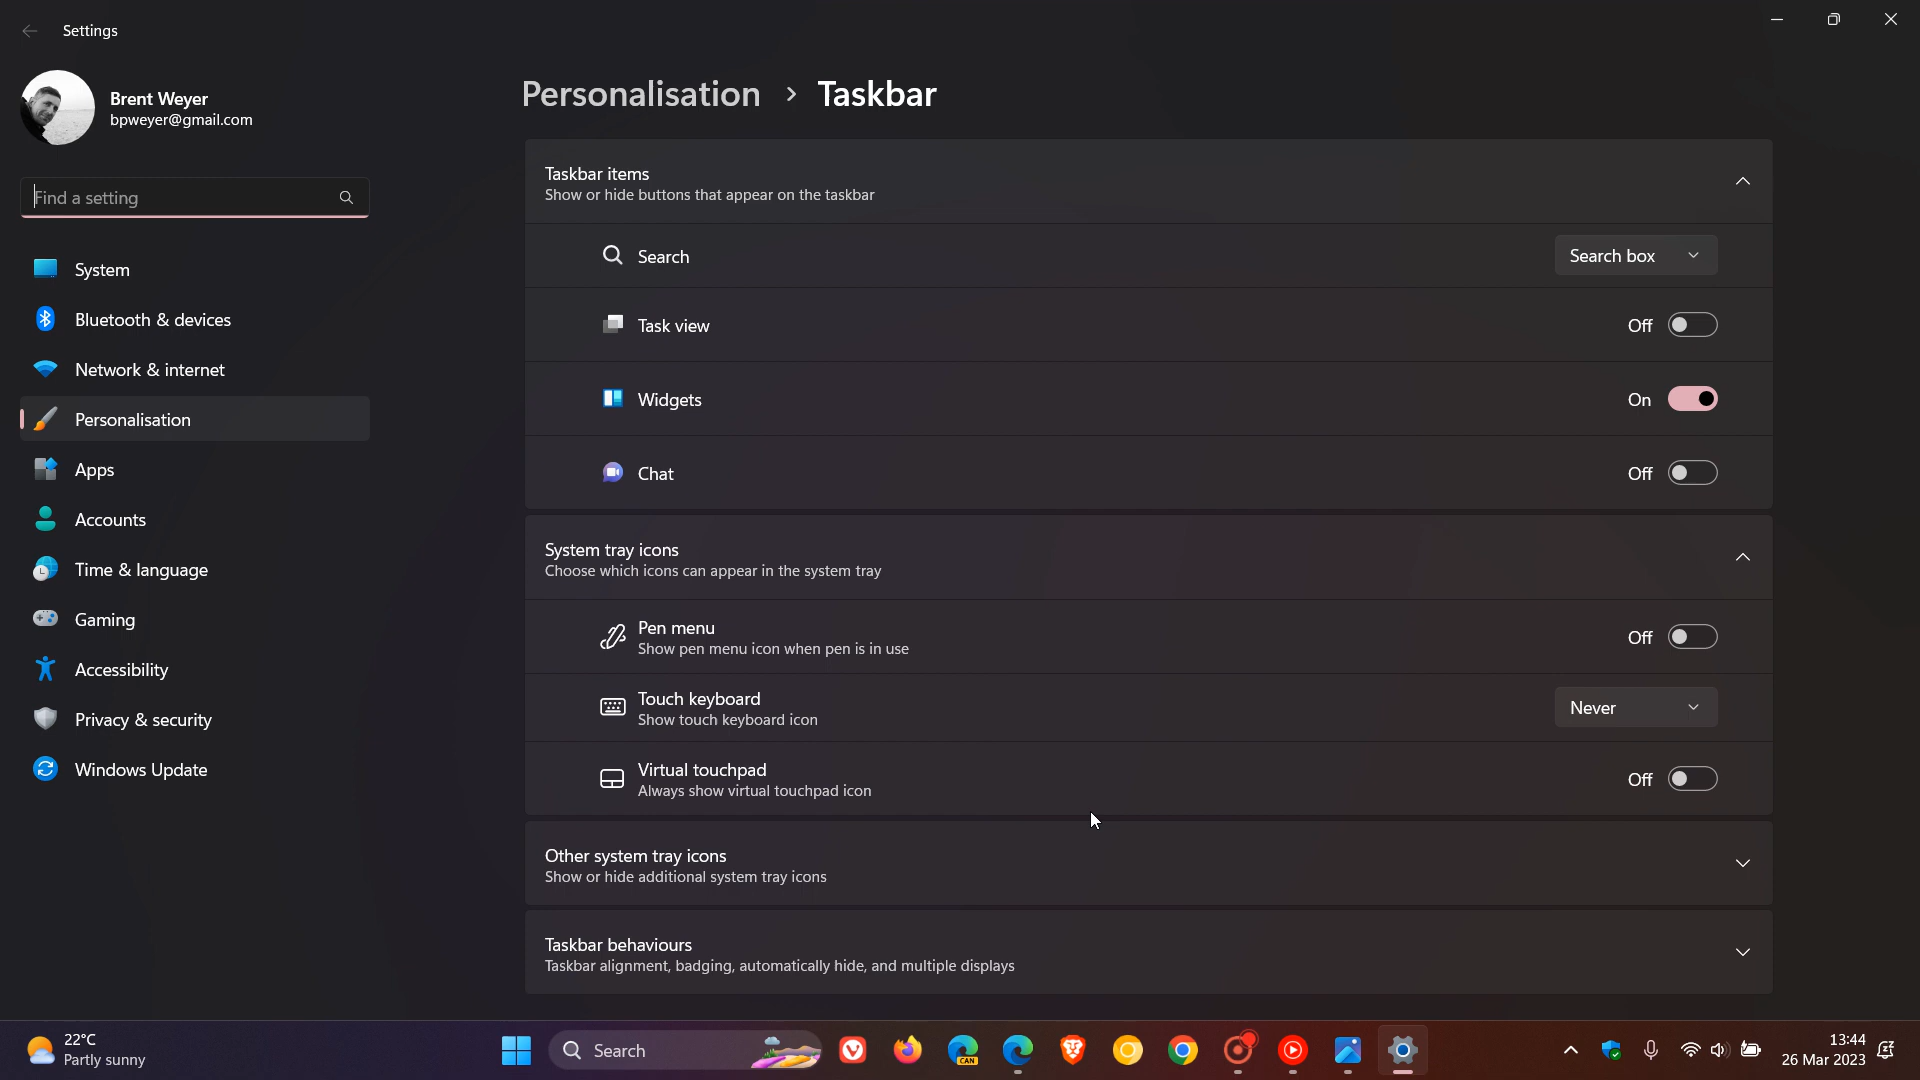 Settings
Brent Weyer
bpweyer@gmail.com
Find a setting
System
Bluetooth & devices
Network & internet
Personalisation
Apps
Accounts
Time & language
Gaming
Accessibility
Privacy & security
Windows Update
Personalisation > Taskbar
Taskbar items
Show or hide buttons that appear on the taskbar
Search Search box
Task view Off
Widgets On
Chat Off
System tray icons
Choose which icons can appear in the system tray
Pen menu
Show pen menu icon when pen is in use
Off
Touch keyboard
Show touch keyboard icon
Never
Virtual touchpad
Always show virtual touchpad icon
Off
Other system tray icons
Show or hide additional system tray icons
Taskbar behaviours
Taskbar alignment, badging, automatically hide, and multiple displays
22°C
Partly sunny
Search
CAN
13:44
26 Mar 2023